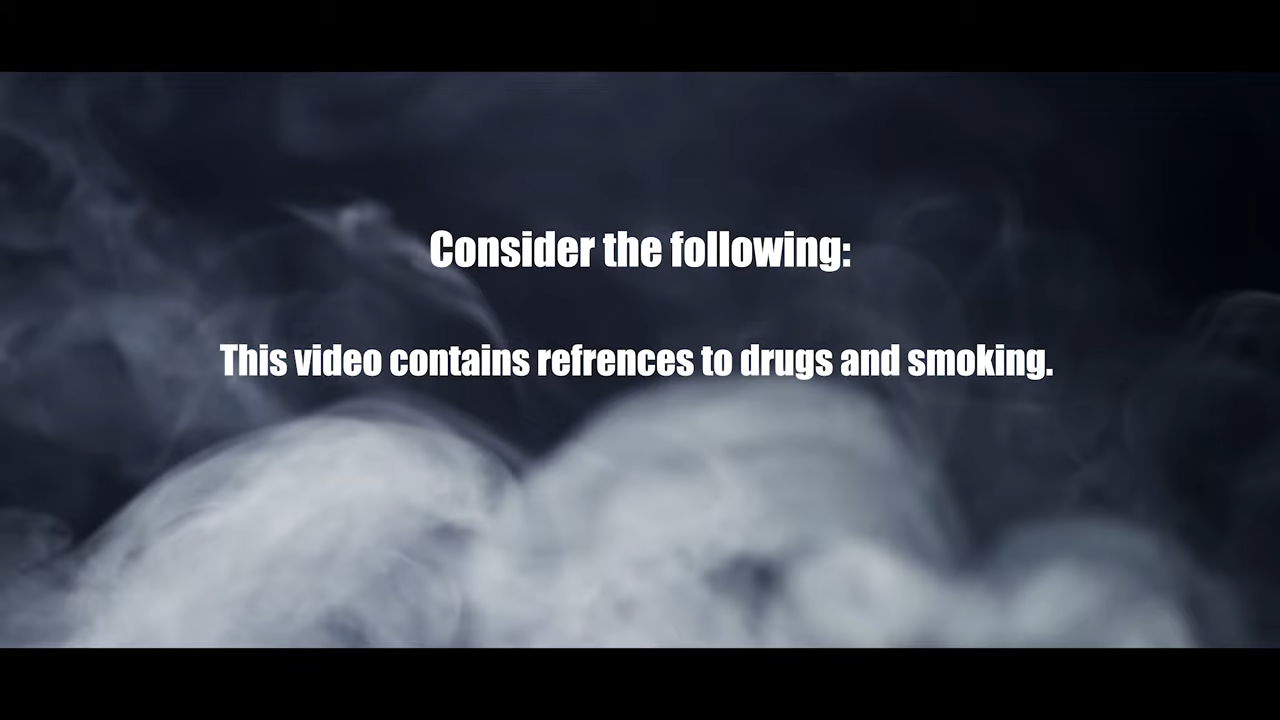 Consider the following:
This video contains refrences to drugs and smoking.